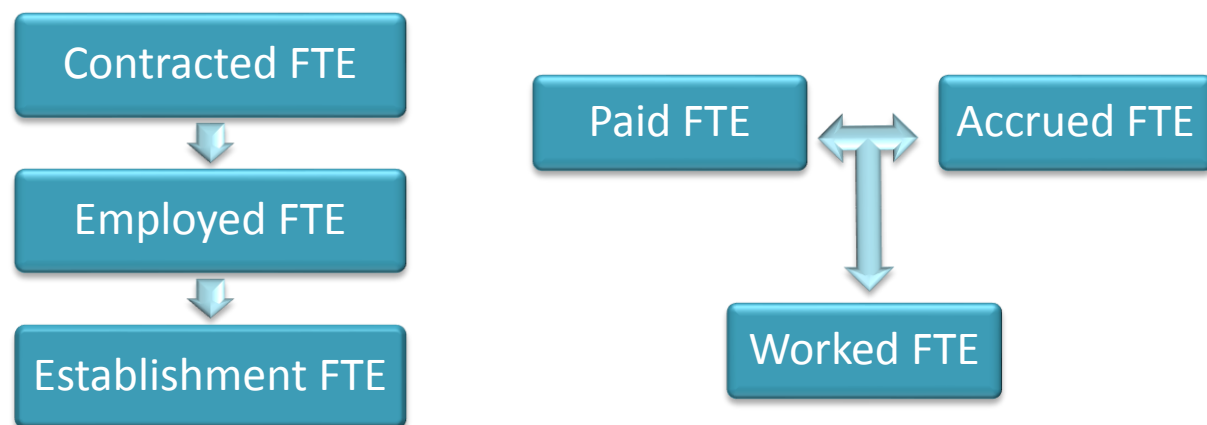 Contracted FTE
Employed FTE
Establishment FTE
Paid FTE
Accrued FTE
Worked FTE